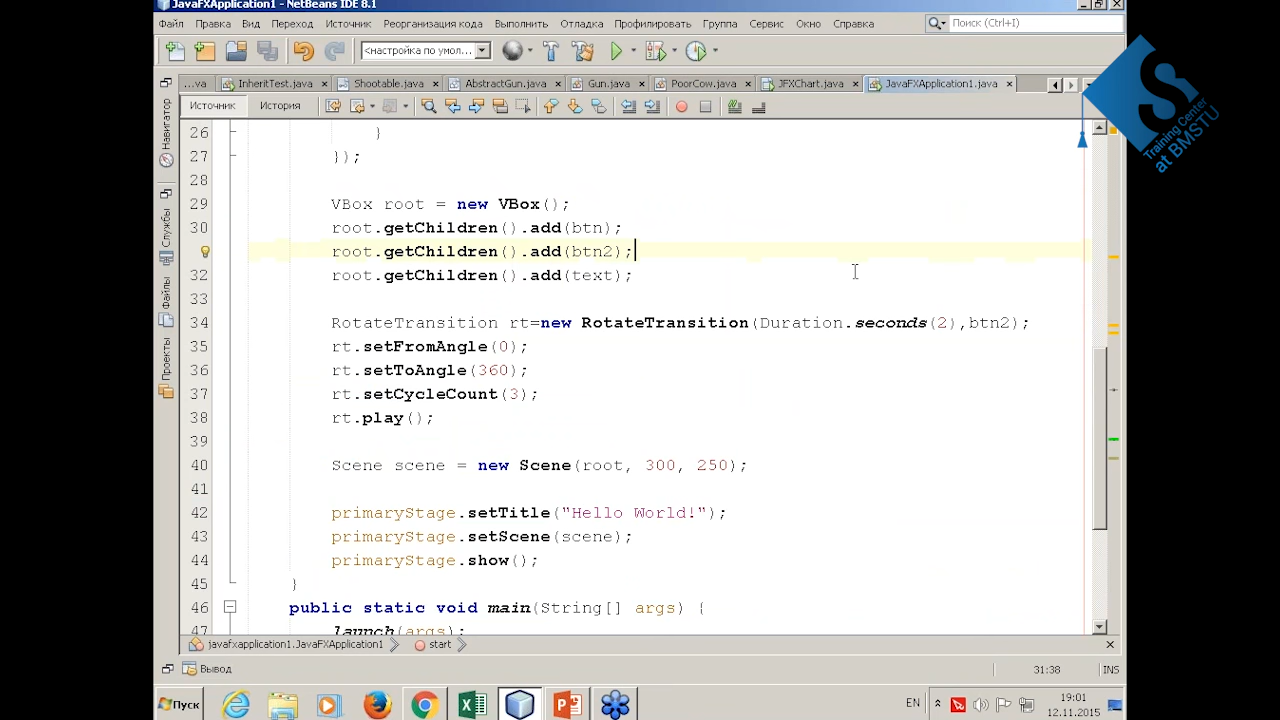 JavaFXApplication1 - NetBeans IDE 8.1
Файл Правка Вид Переход Источник Реорганизация кода Выполнить Отладка Профилировать Группа Сервис Окно Справка Поиск (Ctrl+I)
<настройка по умол...
...va InheritTest.java Shootable.java AbstractGun.java Gun.java PoorCow.java JFXChart.java JavaFXApplication1.java
Источник История
Навигатор
Службы
Файлы
Проекты
26 }
27 });
28
29 VBox root = new VBox();
30 root.getChildren().add(btn);
root.getChildren().add(btn2);
32 root.getChildren().add(text);
33
34 RotateTransition rt=new RotateTransition(Duration.seconds(2),btn2);
35 rt.setFromAngle(0);
36 rt.setToAngle(360);
37 rt.setCycleCount(3);
38 rt.play();
39
40 Scene scene = new Scene(root, 300, 250);
41
42 primaryStage.setTitle("Hello World!");
43 primaryStage.setScene(scene);
44 primaryStage.show();
45 }
46 public static void main(String[] args) {
47 launch(args);
javafxapplication1.JavaFXApplication1 start
Вывод 31:38 INS
Пуск EN 19:01
12.11.2015
Training Center
at BMSTU